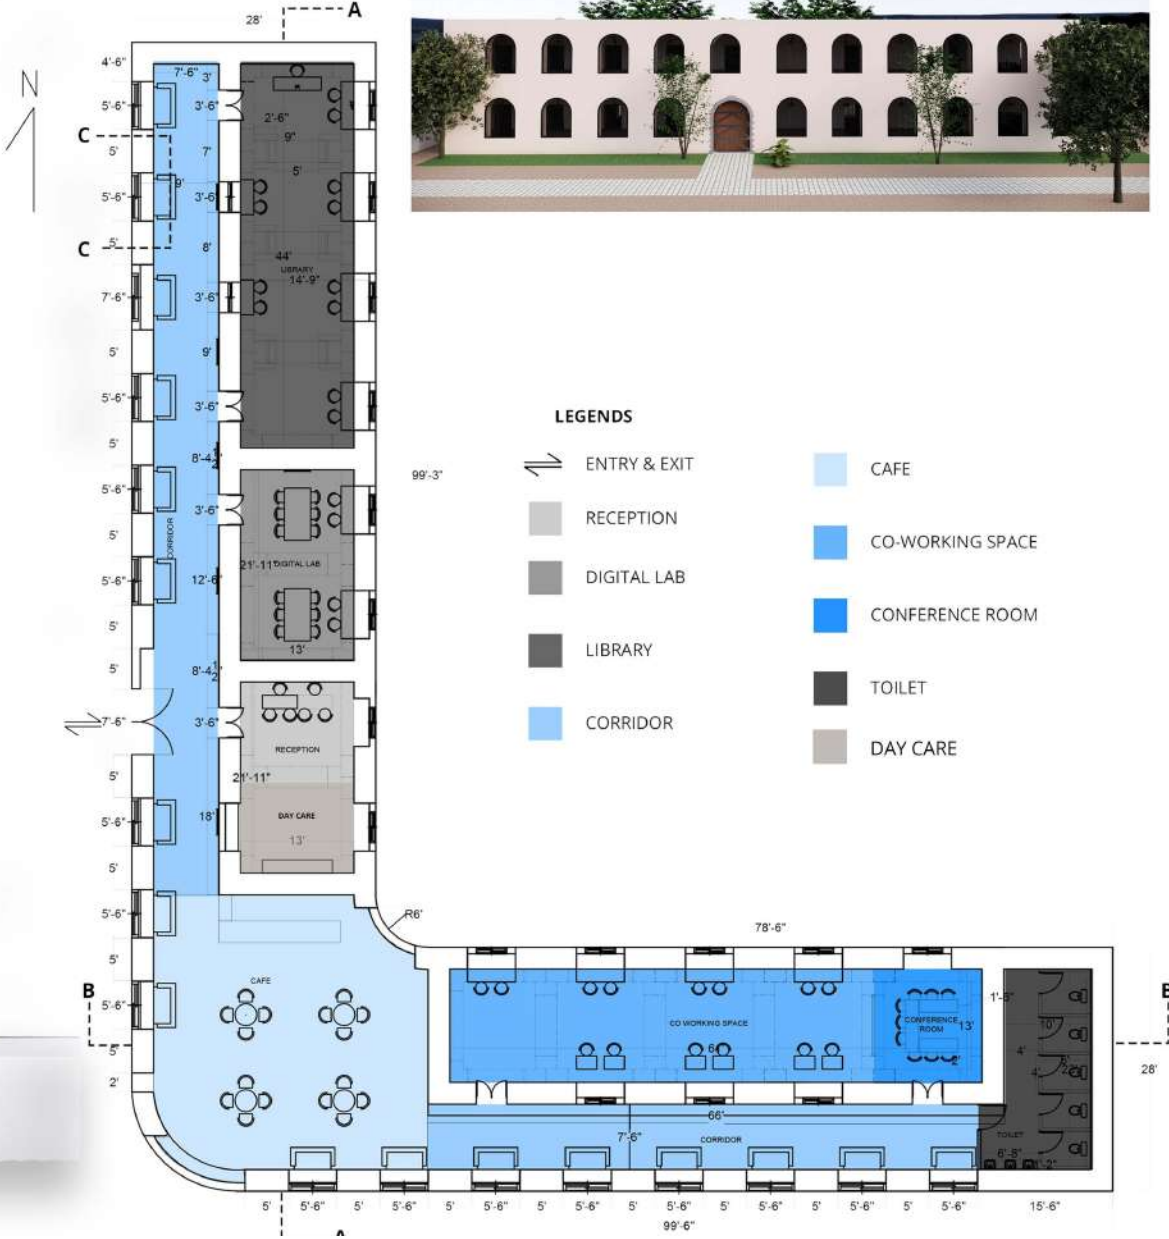 28'
A
N
4'-6"
7'-6"
3'
5'-6"
3'-6"
2'-6"
9"
C
5'
7'
5'
9'
5'-6"
3'-6"
C
5'
8'
44'
LIBRARY
14'-9"
7'-6"
3'-6"
5'
9'
5'-6"
3'-6"
5'
99'-3"
5'-6"
3'-6"
5'
CORRIDOR
21'-11"
DIGITAL LAB
5'-6"
12'-6"
5'
13'
5'
7'-6"
3'-6"
RECEPTION
5'
21'-11"
5'-6"
18'
DAY CARE
13'
5'
5'-6"
R6'
5'
78'-6"
CAFE
B
5'-6"
1'-6"
CO WORKING SPACE
CONFERENCE
ROOM
13'
10'
5'
4'
2'
28'
66'
7'-6"
CORRIDOR
TOILET
6'-8"
5' 5'-6" 5' 5'-6" 5' 5'-6" 5' 5'-6" 5' 5'-6" 5' 5'-6" 5' 5'-6" 5' 5'-6" 15'-6"
99'-6"
LEGENDS
ENTRY & EXIT
RECEPTION
DIGITAL LAB
LIBRARY
CORRIDOR
CAFE
CO-WORKING SPACE
CONFERENCE ROOM
TOILET
DAY CARE